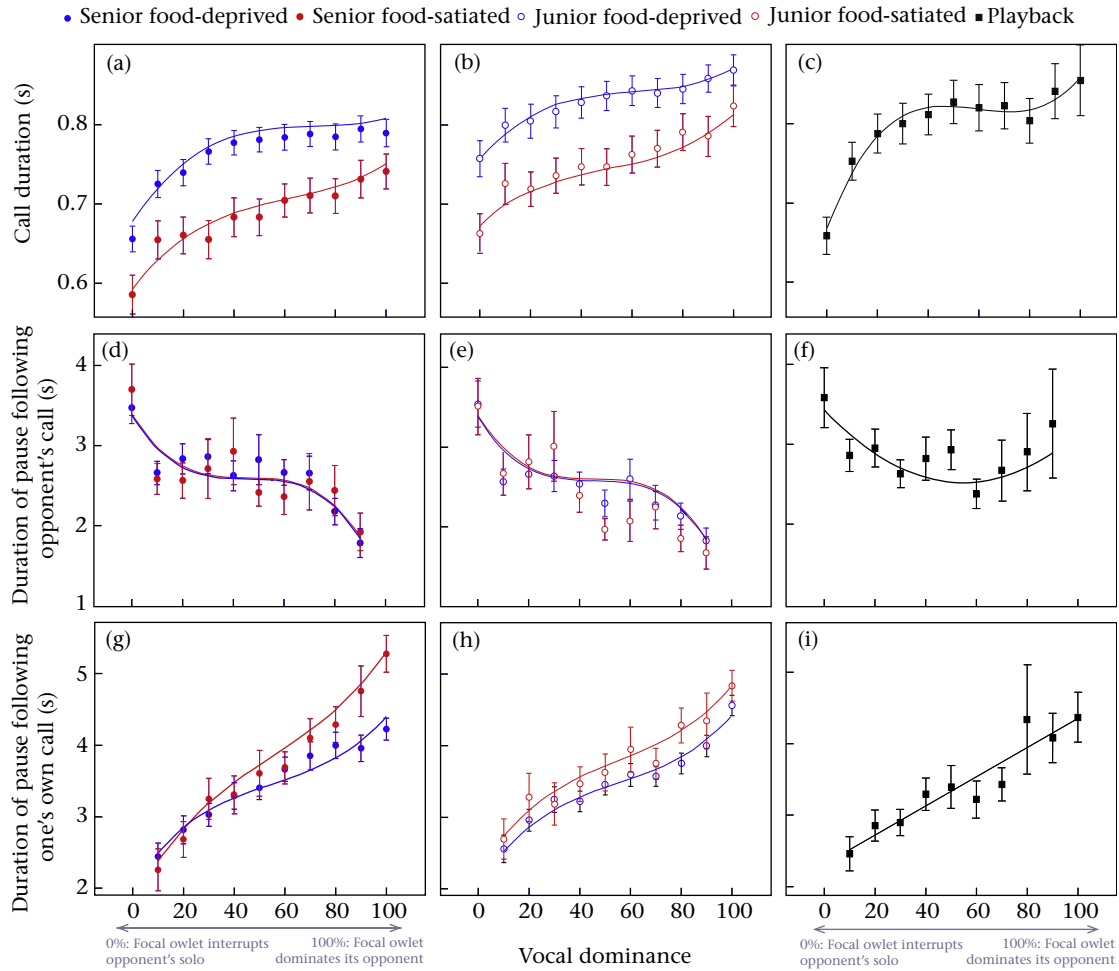 Senior food-deprived Senior food-satiated Junior food-deprived Junior food-satiated Playback
(a) (b) (c)
Call duration (s)
0.8
0.7
0.6
(d) (e) (f)
Duration of pause following
opponent's call (s)
4
3
2
1
(g) (h) (i)
Duration of pause following
one's own call (s)
5
4
3
2
0 20 40 60 80 100 0 20 40 60 80 100 0 20 40 60 80 100
0%: Focal owlet interrupts
opponent's solo
100%: Focal owlet
dominates its opponent
Vocal dominance
0%: Focal owlet interrupts
opponent's solo
100%: Focal owlet
dominates its opponent